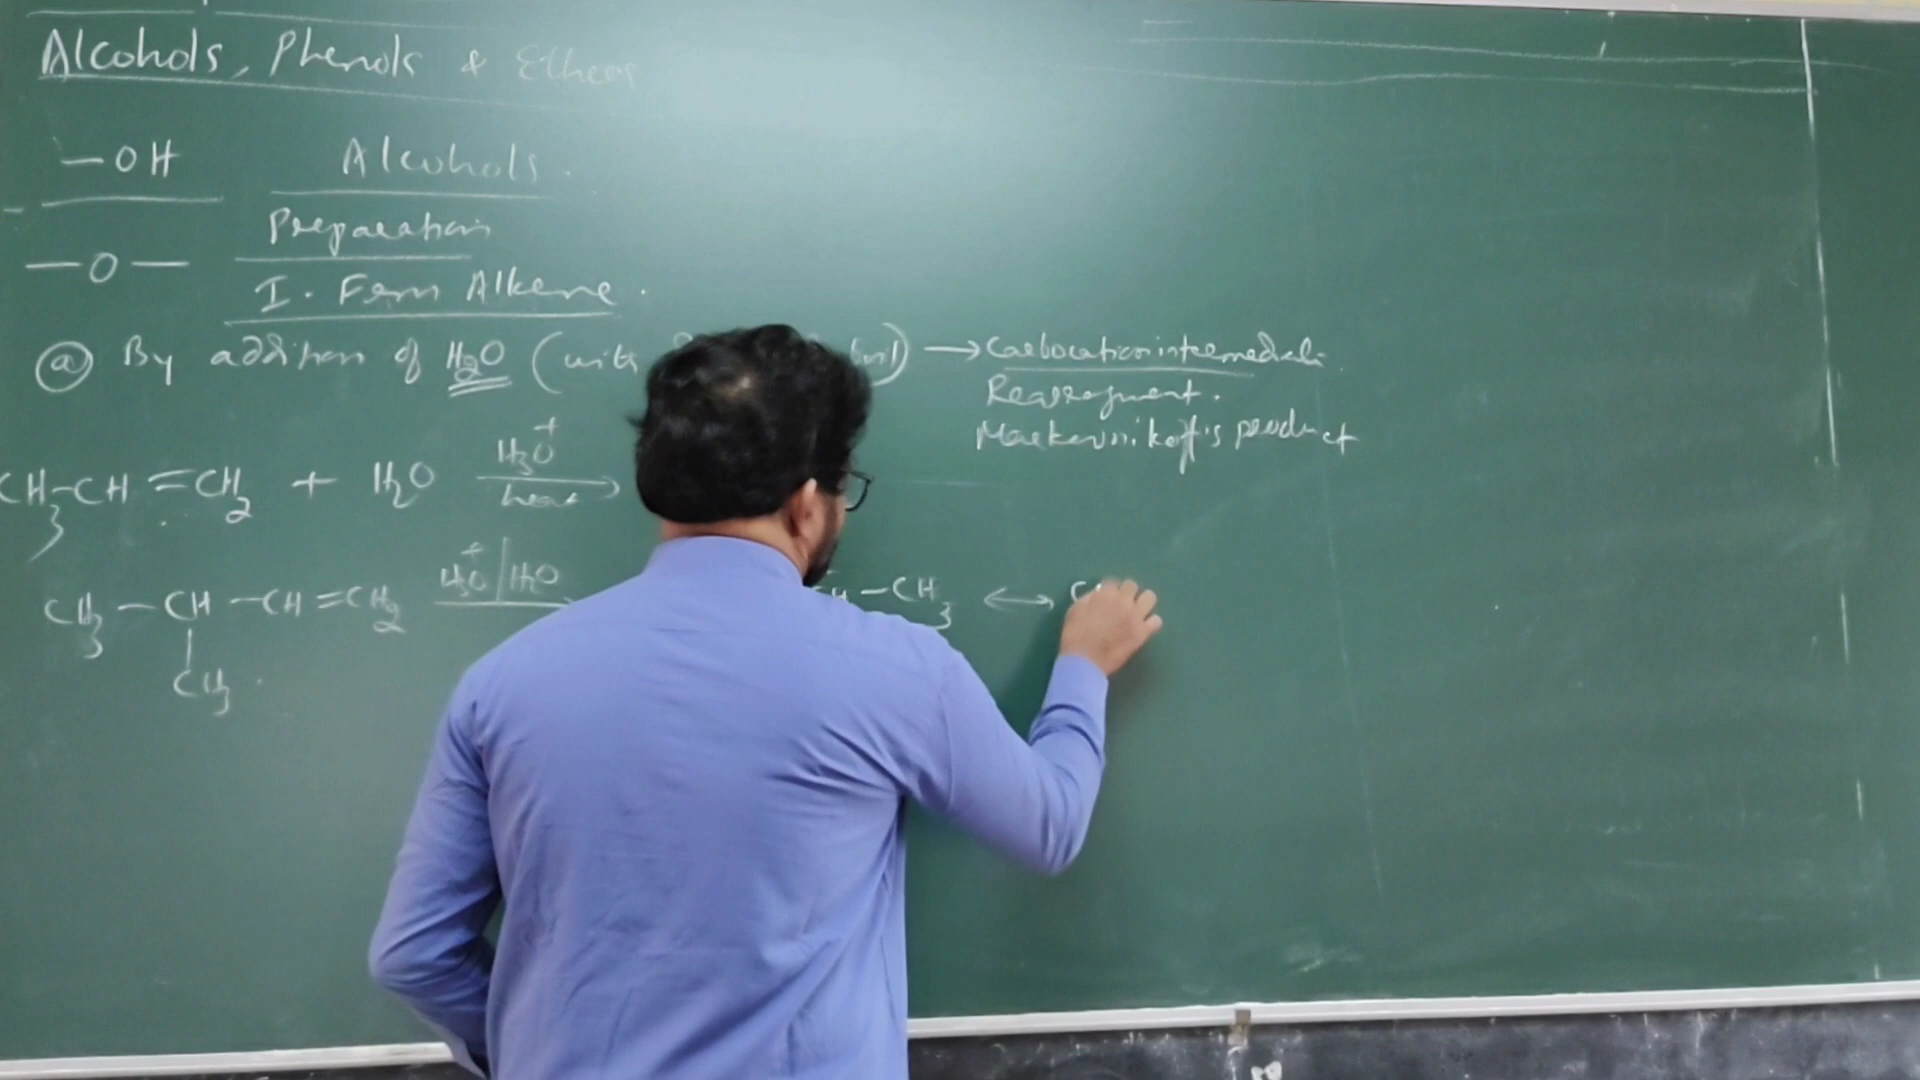 Alcohols, Phenols & Ethers
—OH Alcohols.
Preparation
—O—
I. From Alkene.
ⓐ By addition of H2O (with → Carbocation intermediate
Rearragment.
Markovnikoff's product
CH3-CH=CH2 + H2O H3O+ heat →
CH3—CH—CH=CH2 H3O+/H2O —CH3 ↔
CH3